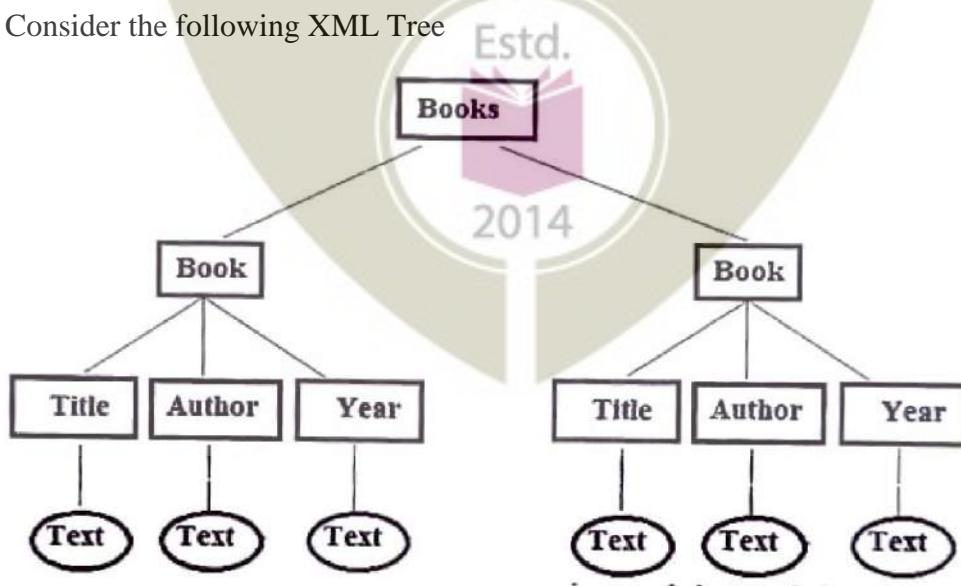 Consider the following XML Tree
Estd.
Books
2014
Book Book
Title Author Year Title Author Year
Text Text Text Text Text Text